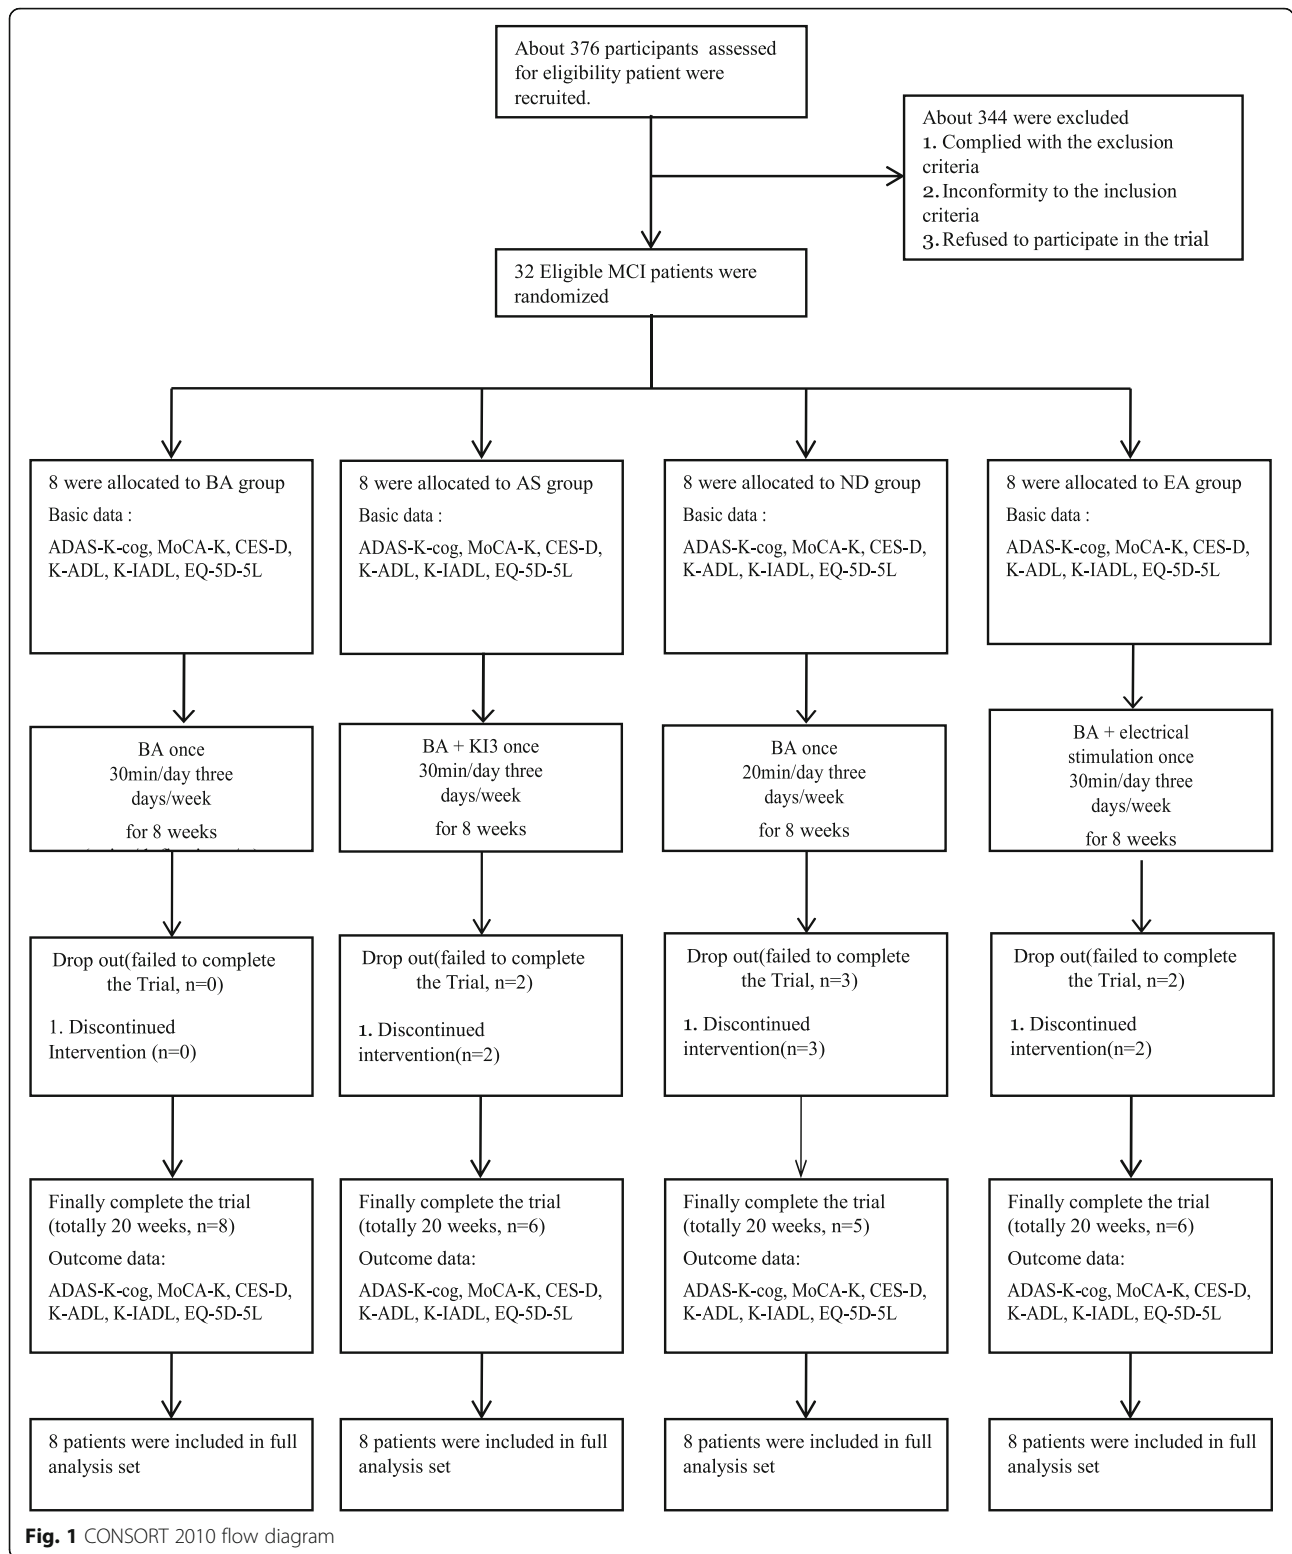 About 376 participants assessed
for eligibility patient were
recruited.
About 344 were excluded
1. Complied with the exclusion
criteria
2. Inconformity to the inclusion
criteria
3. Refused to participate in the trial
32 Eligible MCI patients were
randomized
8 were allocated to BA group
Basic data :
ADAS-K-cog, MoCA-K, CES-D,
K-ADL, K-IADL, EQ-5D-5L
8 were allocated to AS group
Basic data :
ADAS-K-cog, MoCA-K, CES-D,
K-ADL, K-IADL, EQ-5D-5L
8 were allocated to ND group
Basic data :
ADAS-K-cog, MoCA-K, CES-D,
K-ADL, K-IADL, EQ-5D-5L
8 were allocated to EA group
Basic data :
ADAS-K-cog, MoCA-K, CES-D,
K-ADL, K-IADL, EQ-5D-5L
BA once
30min/day three
days/week
for 8 weeks
BA + KI3 once
30min/day three
days/week
for 8 weeks
BA once
20min/day three
days/week
for 8 weeks
BA + electrical
stimulation once
30min/day three
days/week
for 8 weeks
Drop out(failed to complete
the Trial, n=0)
1. Discontinued
Intervention (n=0)
Drop out(failed to complete
the Trial, n=2)
1. Discontinued
intervention(n=2)
Drop out(failed to complete
the Trial, n=3)
1. Discontinued
intervention(n=3)
Drop out(failed to complete
the Trial, n=2)
1. Discontinued
intervention(n=2)
Finally complete the trial
(totally 20 weeks, n=8)
Outcome data:
ADAS-K-cog, MoCA-K, CES-D,
K-ADL, K-IADL, EQ-5D-5L
Finally complete the trial
(totally 20 weeks, n=6)
Outcome data:
ADAS-K-cog, MoCA-K, CES-D,
K-ADL, K-IADL, EQ-5D-5L
Finally complete the trial
(totally 20 weeks, n=5)
Outcome data:
ADAS-K-cog, MoCA-K, CES-D,
K-ADL, K-IADL, EQ-5D-5L
Finally complete the trial
(totally 20 weeks, n=6)
Outcome data:
ADAS-K-cog, MoCA-K, CES-D,
K-ADL, K-IADL, EQ-5D-5L
8 patients were included in full
analysis set
8 patients were included in full
analysis set
8 patients were included in full
analysis set
8 patients were included in full
analysis set
Fig. 1 CONSORT 2010 flow diagram